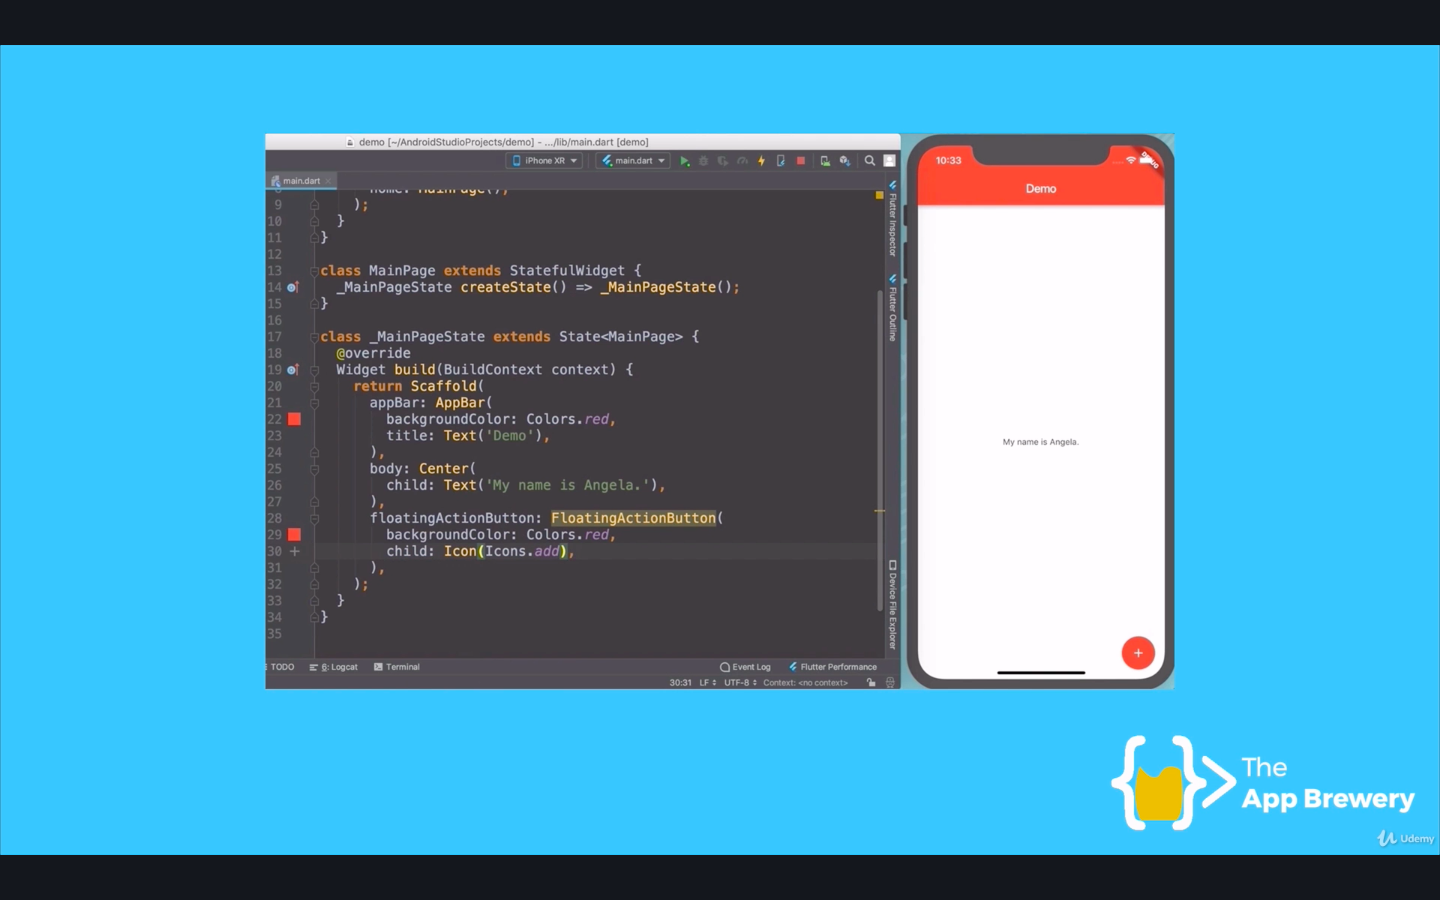 demo [~/AndroidStudioProjects/demo] - .../lib/main.dart [demo]
iPhone XR
main.dart
main.dart
home: MainPage();
9 );
10 }
11 }
12
13 class MainPage extends StatefulWidget {
14 _MainPageState createState() => _MainPageState();
15 }
16
17 class _MainPageState extends State<MainPage> {
18 @override
19 Widget build(BuildContext context) {
20 return Scaffold(
21 appBar: AppBar(
22 backgroundColor: Colors.red,
23 title: Text('Demo'),
24 ),
25 body: Center(
26 child: Text('My name is Angela.'),
27 ),
28 floatingActionButton: FloatingActionButton(
29 backgroundColor: Colors.red,
30 child: Icon(Icons.add),
31 ),
32 );
33 }
34 }
35
Flutter Inspector
Flutter Outline
Device File Explorer
TODO
6: Logcat
Terminal
Event Log
Flutter Performance
30:31 LF UTF-8 Context: <no context>
10:33
Demo
My name is Angela.
The
App Brewery
Udemy